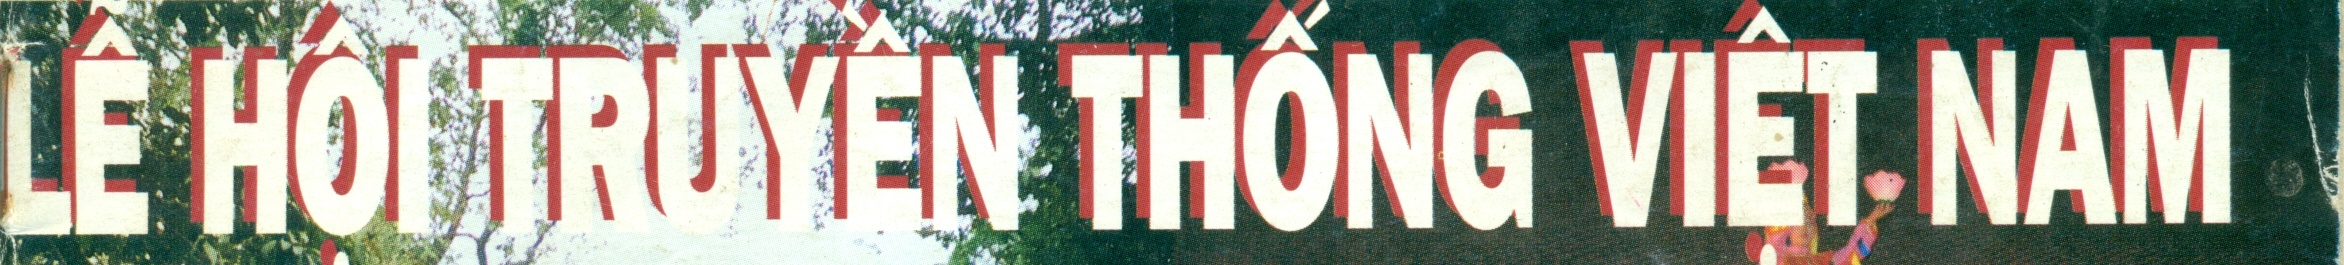 LỄ HỘI TRUYỀN THỐNG VIỆT NAM